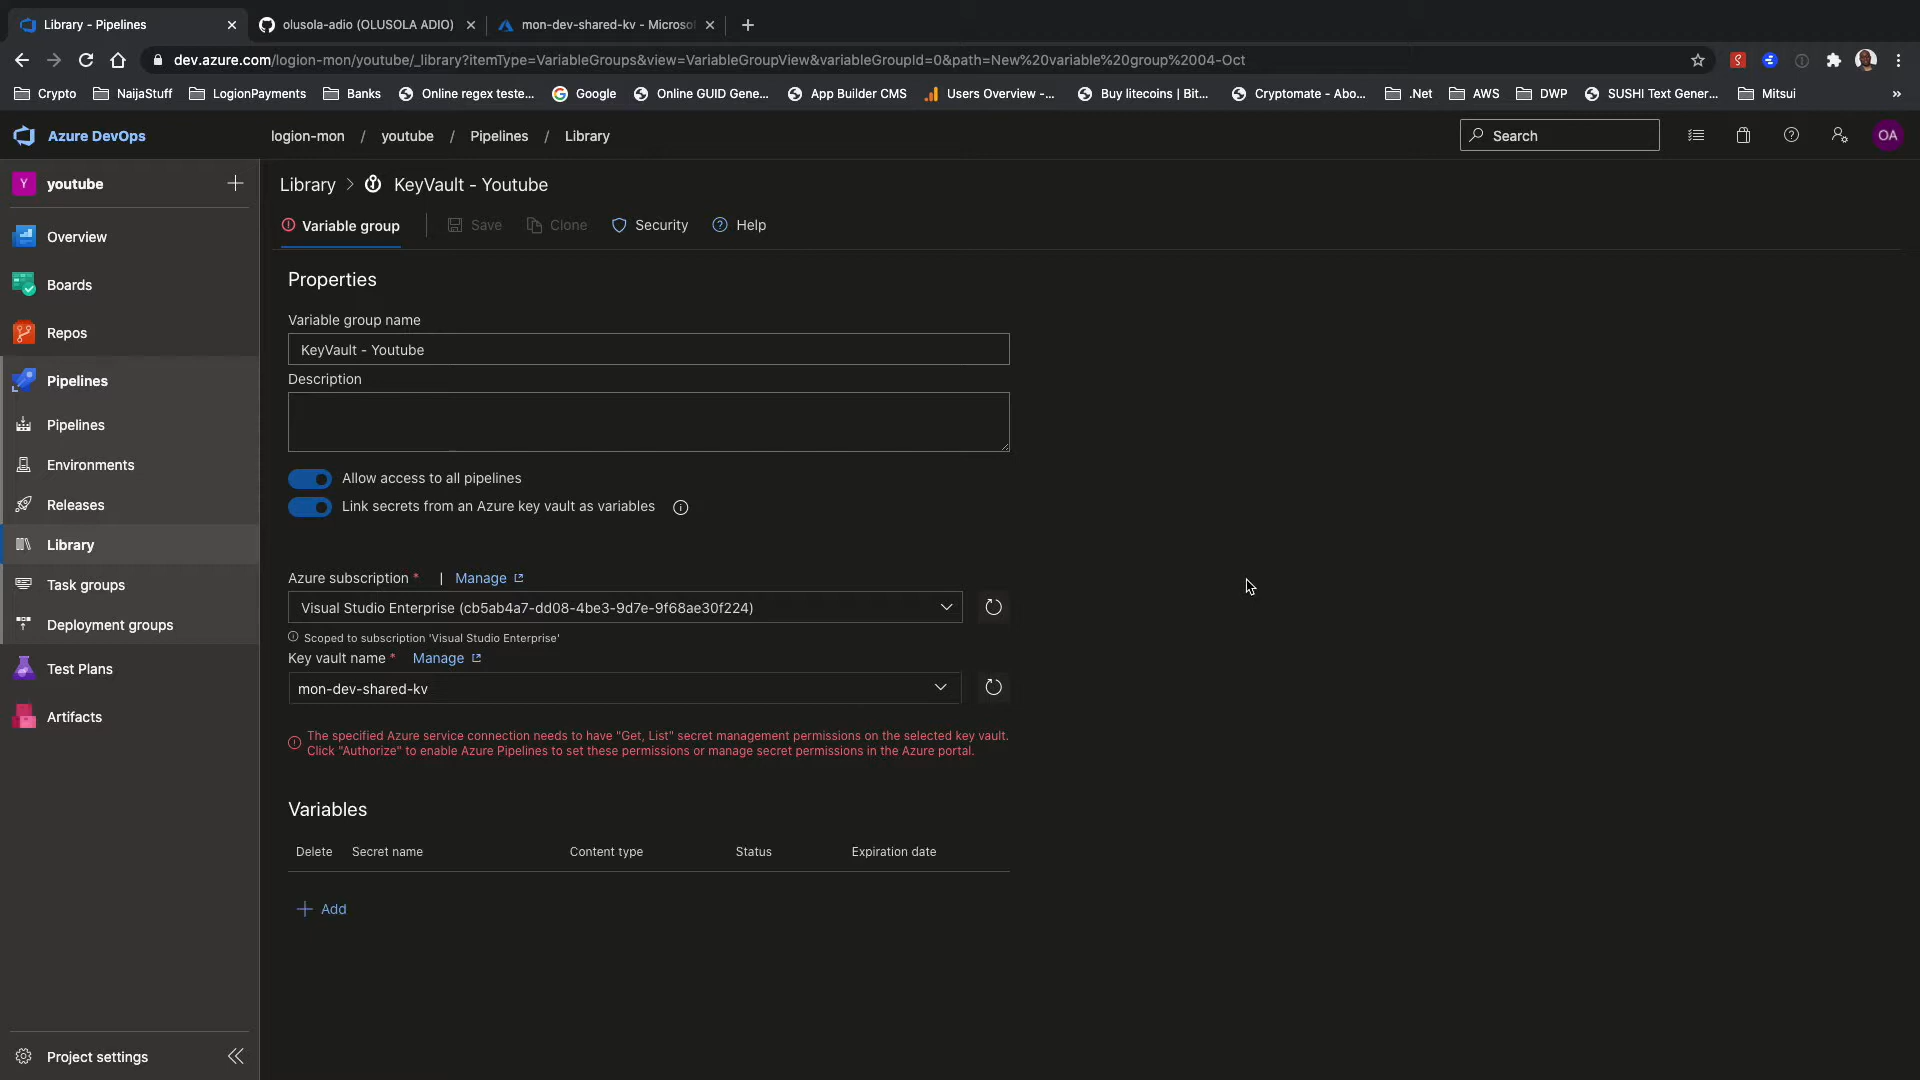 Library - Pipelines
olusola-adio (OLUSOLA ADIO)
mon-dev-shared-kv - Microso
dev.azure.com/logion-mon/youtube/_library?itemType=VariableGroups&view=VariableGroupView&variableGroupId=0&path=New%20variable%20group%2004-Oct
Crypto
NaijaStuff
LogionPayments
Banks
Online regex teste...
Google
Online GUID Gene...
App Builder CMS
Users Overview -...
Buy litecoins | Bit...
Cryptomate - Abo...
.Net
AWS
DWP
SUSHI Text Gener...
Mitsui
»
Azure DevOps
logion-mon / youtube / Pipelines / Library
Search
OA
Y youtube
Overview
Boards
Repos
Pipelines
Pipelines
Environments
Releases
Library
Task groups
Deployment groups
Test Plans
Artifacts
Project settings
Library > KeyVault - Youtube
Variable group
Save
Clone
Security
Help
Properties
Variable group name
KeyVault - Youtube
Description
Allow access to all pipelines
Link secrets from an Azure key vault as variables
Azure subscription * | Manage
Visual Studio Enterprise (cb5ab4a7-dd08-4be3-9d7e-9f68ae30f224)
Scoped to subscription 'Visual Studio Enterprise'
Key vault name * Manage
mon-dev-shared-kv
The specified Azure service connection needs to have "Get, List" secret management permissions on the selected key vault.
Click "Authorize" to enable Azure Pipelines to set these permissions or manage secret permissions in the Azure portal.
Variables
Delete Secret name Content type Status Expiration date
+ Add